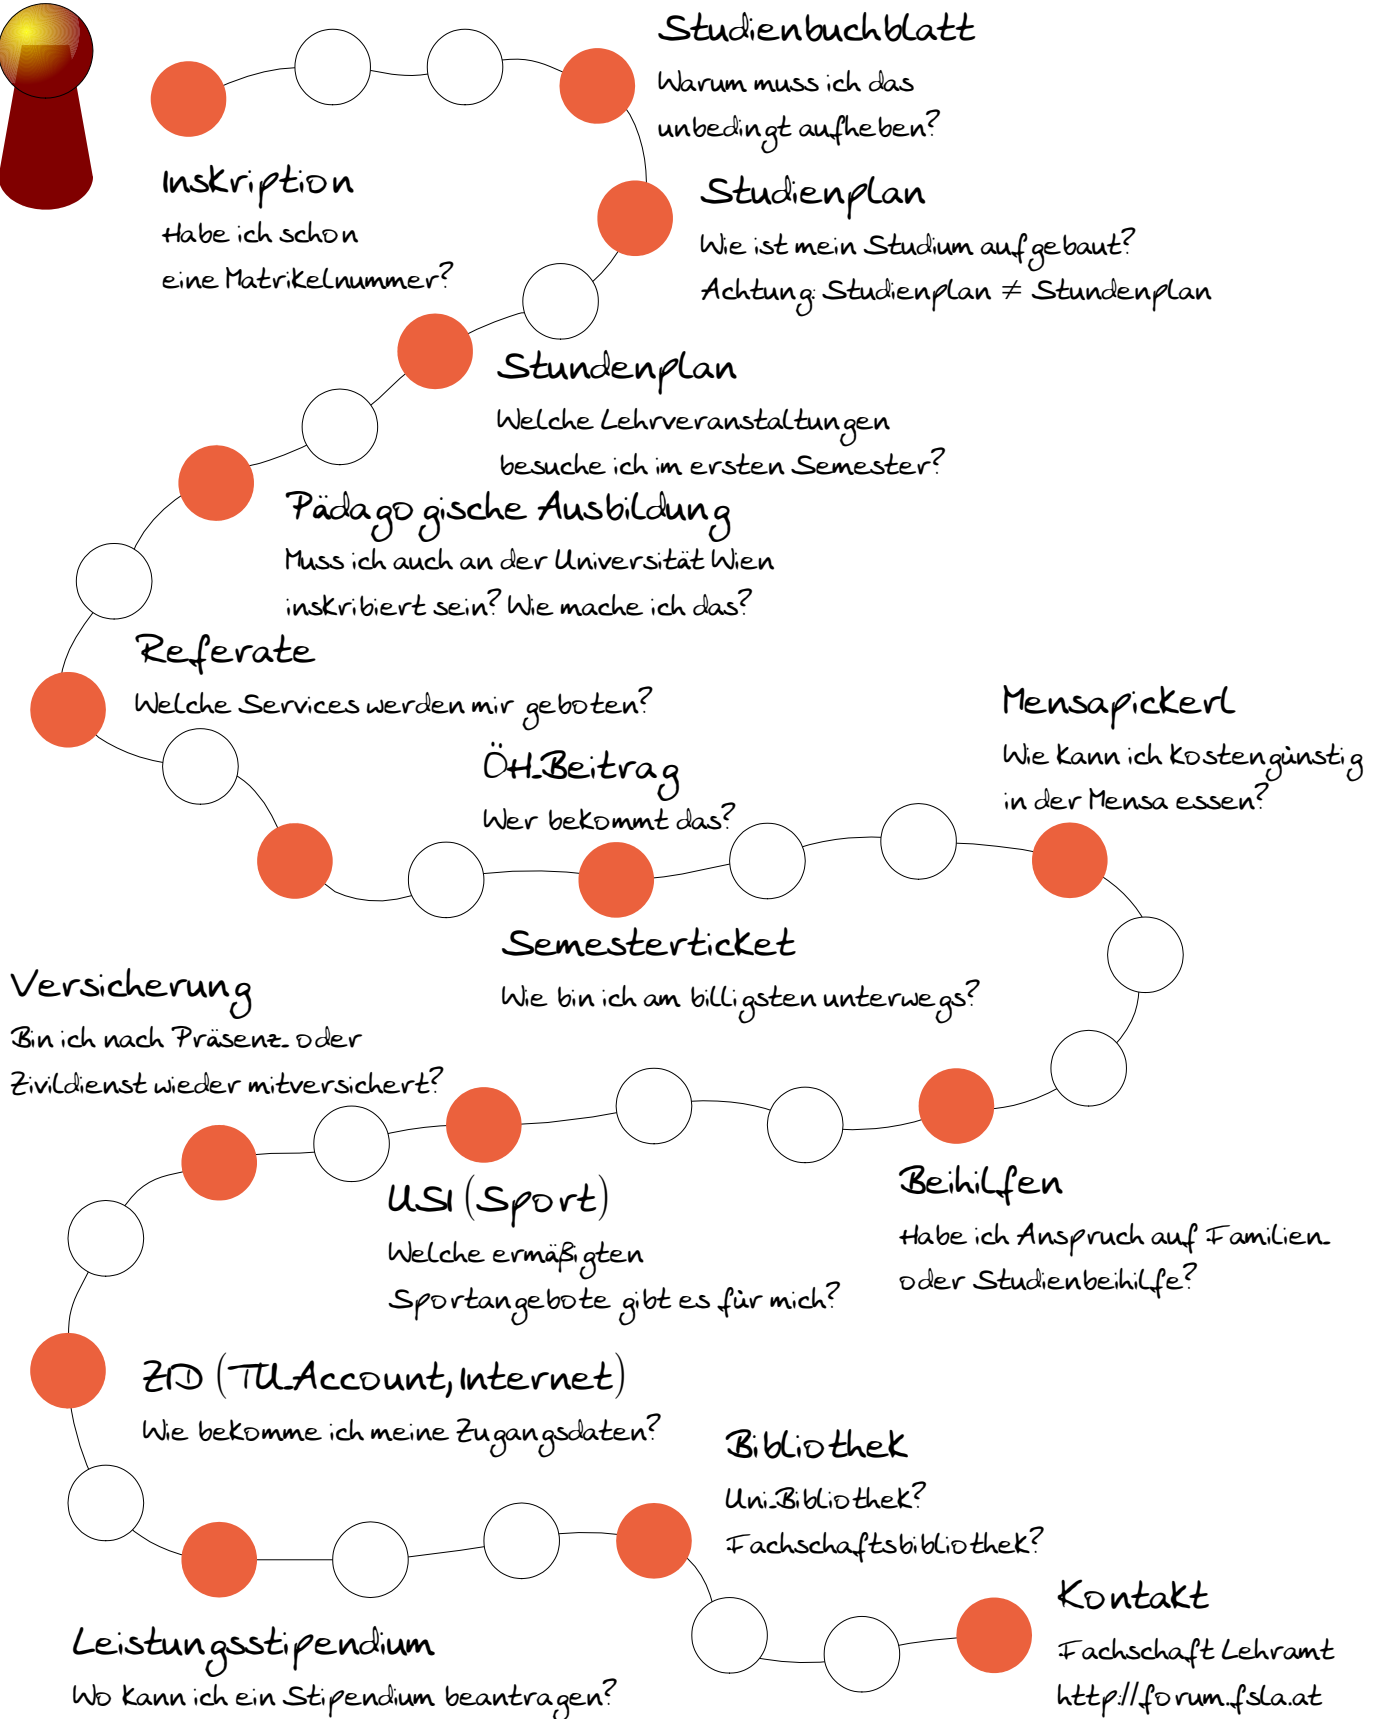 Studienbuchblatt
Warum muss ich das
unbedingt aufheben?
Inskription
Habe ich schon
eine Matrikelnummer?
Studienplan
Wie ist mein Studium aufgebaut?
Achtung: Studienplan ≠ Stundenplan
Stundenplan
Welche Lehrveranstaltungen
besuche ich im ersten Semester?
Pädagogische Ausbildung
Muss ich auch an der Universität Wien
inskribiert sein? Wie mache ich das?
Referate
Welche Services werden mir geboten?
ÖH-Beitrag
Wer bekommt das?
Mensapickerl
Wie kann ich kostengünstig
in der Mensa essen?
Semesterticket
Wie bin ich am billigsten unterwegs?
Versicherung
Bin ich nach Präsenz- oder
Zivildienst wieder mitversichert?
USI (Sport)
Welche ermäßigten
Sportangebote gibt es für mich?
Beihilfen
Habe ich Anspruch auf Familien-
oder Studienbeihilfe?
ZID (TU-Account, Internet)
Wie bekomme ich meine Zugangsdaten?
Bibliothek
Uni-Bibliothek?
Fachschaftsbibliothek?
Leistungsstipendium
Wo kann ich ein Stipendium beantragen?
Kontakt
Fachschaft Lehramt
http://forum.fsla.at